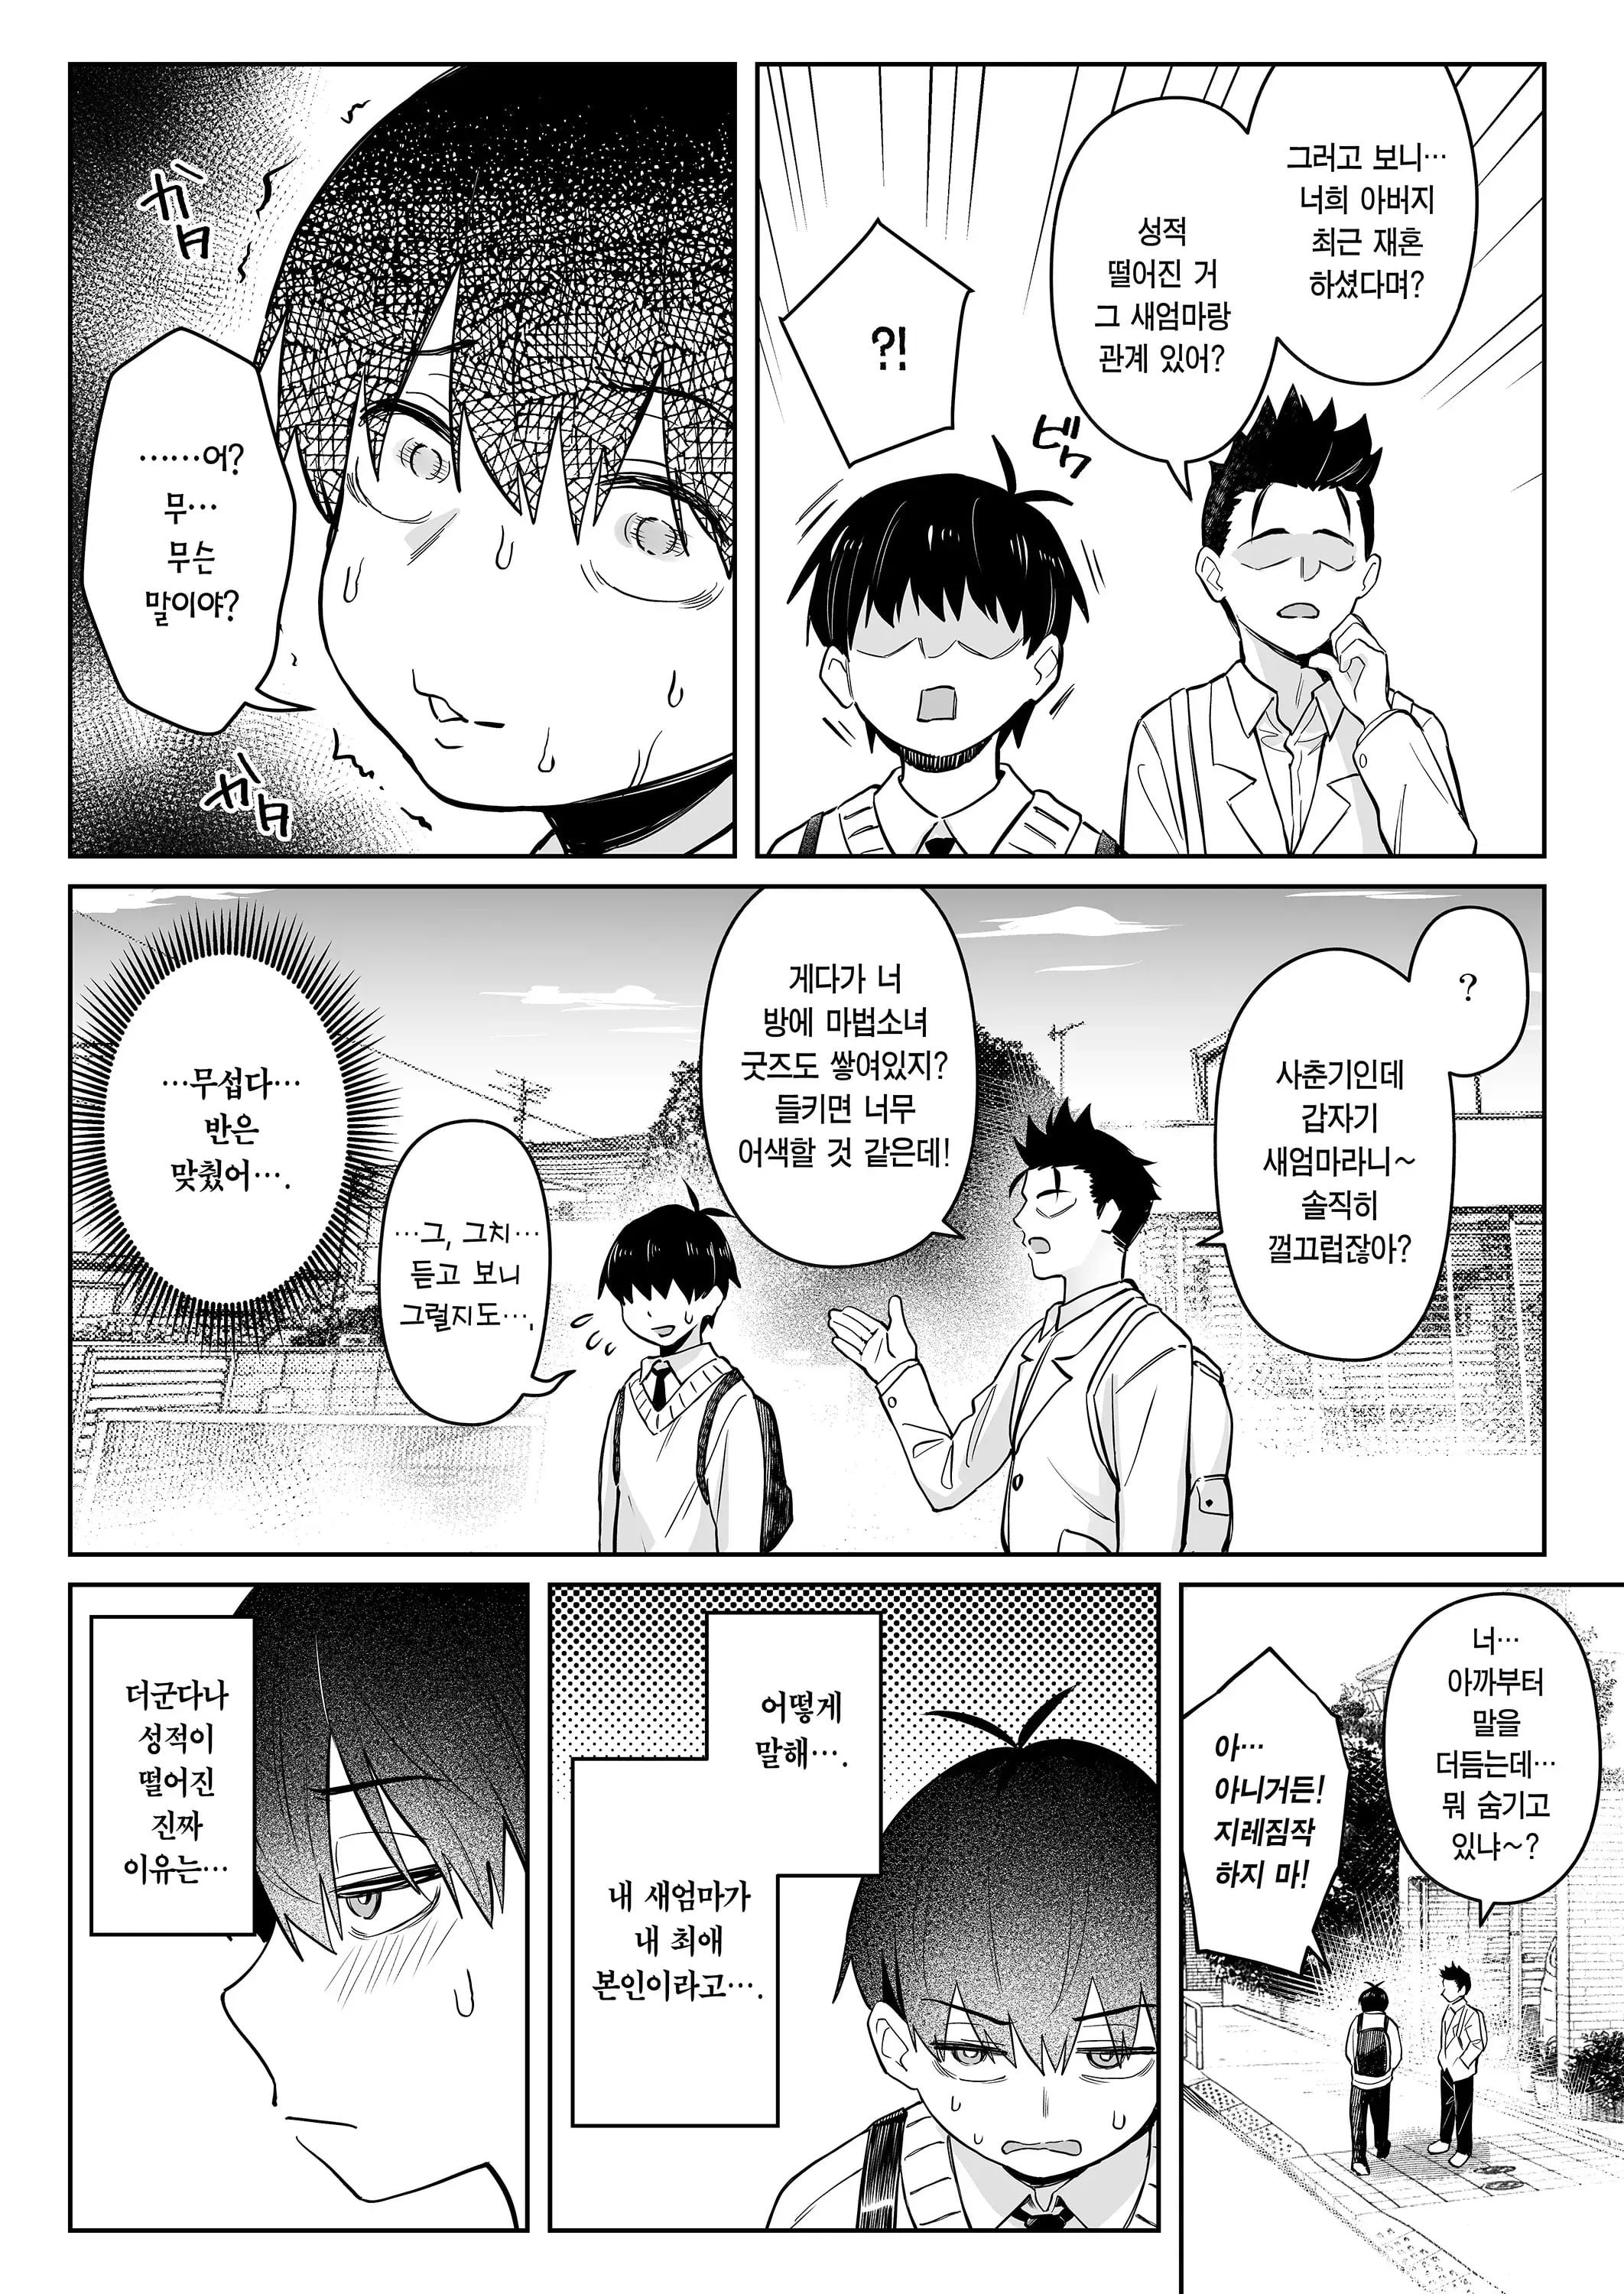 그러고 보니…
너희 아버지
최근 재혼
하셨다며?
성적
떨어진 거
그 새엄마랑
관계 있어?
?!
ビクッ
……어?
무…
무슨
말이야?
ガタ
ガタ
?
사춘기인데
갑자기
새엄마라니~
솔직히
껄끄럽잖아?
게다가 너
방에 마법소녀
굿즈도 쌓여있지?
들키면 너무
어색할 것 같은데!
…그, 그치…
듣고 보니
그럴지도….
…무섭다…
반은
맞췄어….
너…
아까부터
말을
더듬는데…
뭐 숨기고
있냐~?
아…
아니거든!
지레짐작
하지 마!
어떻게
말해….
내 새엄마가
내 최애
본인이라고….
더군다나
성적이
떨어진
진짜
이유는…